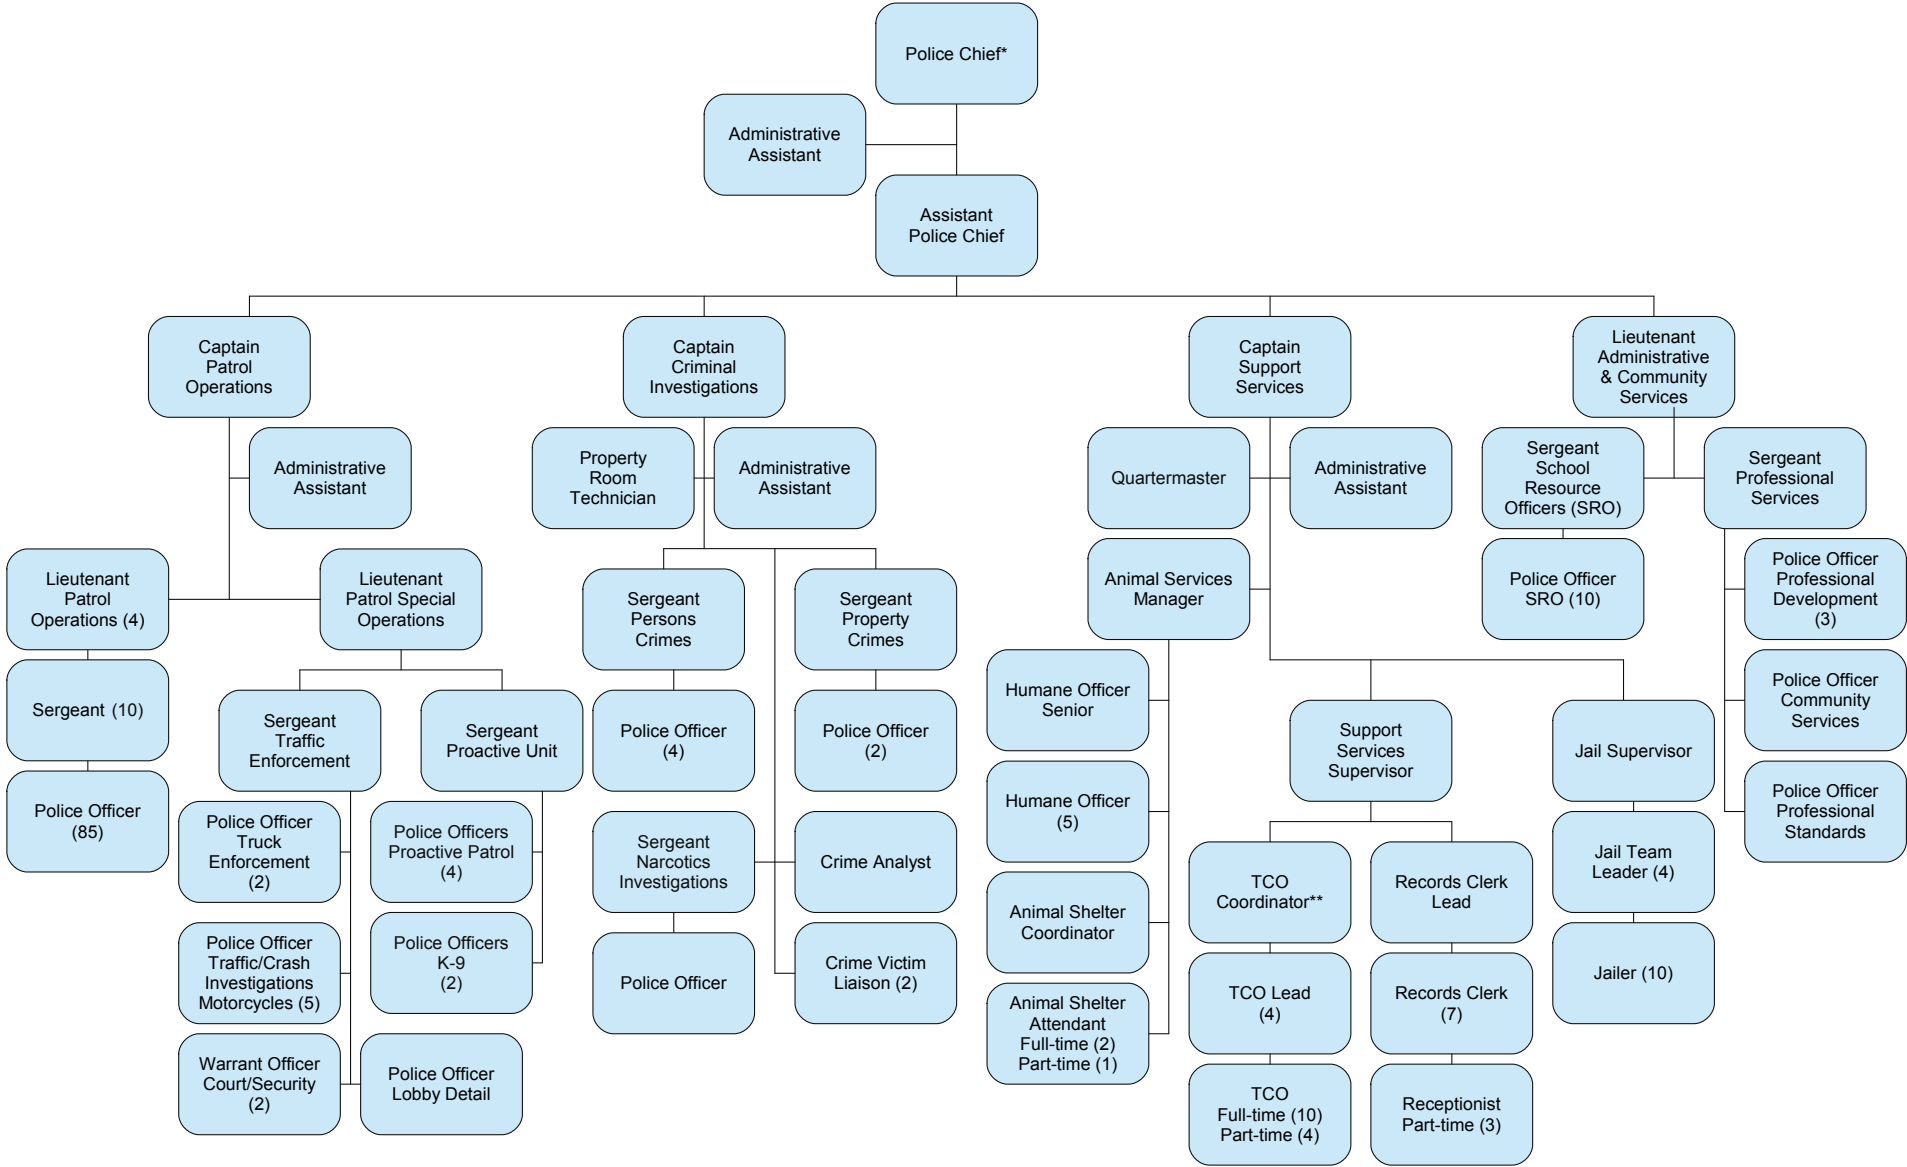 Police Chief*
Administrative
Assistant
Assistant
Police Chief
Captain
Patrol
Operations
Captain
Criminal
Investigations
Captain
Support
Services
Lieutenant
Administrative
& Community
Services
Administrative
Assistant
Property
Room
Technician
Administrative
Assistant
Quartermaster
Administrative
Assistant
Sergeant
School
Resource
Officers (SRO)
Sergeant
Professional
Services
Lieutenant
Patrol
Operations (4)
Lieutenant
Patrol Special
Operations
Sergeant
Persons
Crimes
Sergeant
Property
Crimes
Animal Services
Manager
Police Officer
SRO (10)
Police Officer
Professional
Development
(3)
Sergeant (10)
Sergeant
Traffic
Enforcement
Sergeant
Proactive Unit
Police Officer
(4)
Police Officer
(2)
Humane Officer
Senior
Support
Services
Supervisor
Jail Supervisor
Police Officer
Community
Services
Police Officer
(85)
Police Officer
Truck
Enforcement
(2)
Police Officers
Proactive Patrol
(4)
Sergeant
Narcotics
Investigations
Crime Analyst
Humane Officer
(5)
TCO
Coordinator**
Records Clerk
Lead
Jail Team
Leader (4)
Police Officer
Professional
Standards
Police Officer
Traffic/Crash
Investigations
Motorcycles (5)
Police Officers
K-9
(2)
Police Officer
Crime Victim
Liaison (2)
Animal Shelter
Coordinator
TCO Lead
(4)
Records Clerk
(7)
Jailer (10)
Warrant Officer
Court/Security
(2)
Police Officer
Lobby Detail
Animal Shelter
Attendant
Full-time (2)
Part-time (1)
TCO
Full-time (10)
Part-time (4)
Receptionist
Part-time (3)